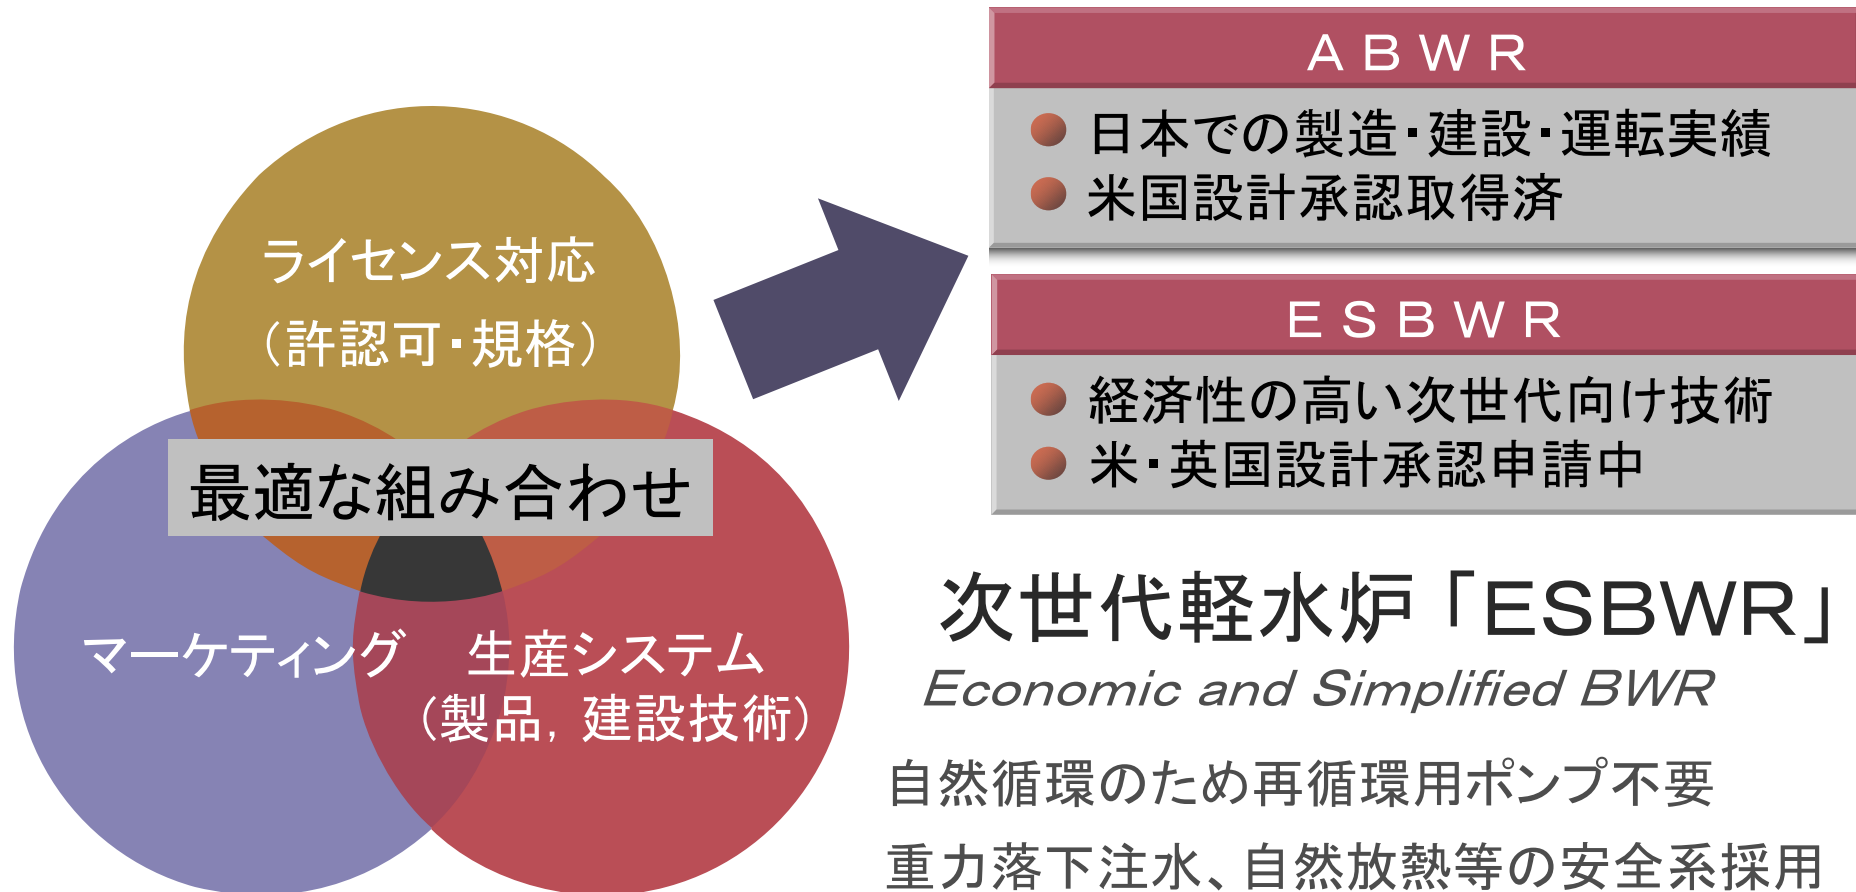 ライセンス対応
（許認可・規格）
最適な組み合わせ
マーケティング
生産システム
（製品，建設技術）
ＡＢＷＲ
日本での製造・建設・運転実績
米国設計承認取得済
ＥＳＢＷＲ
経済性の高い次世代向け技術
米・英国設計承認申請中
次世代軽水炉「ESBWR」
Economic and Simplified BWR
自然循環のため再循環用ポンプ不要
重力落下注水、自然放熱等の安全系採用